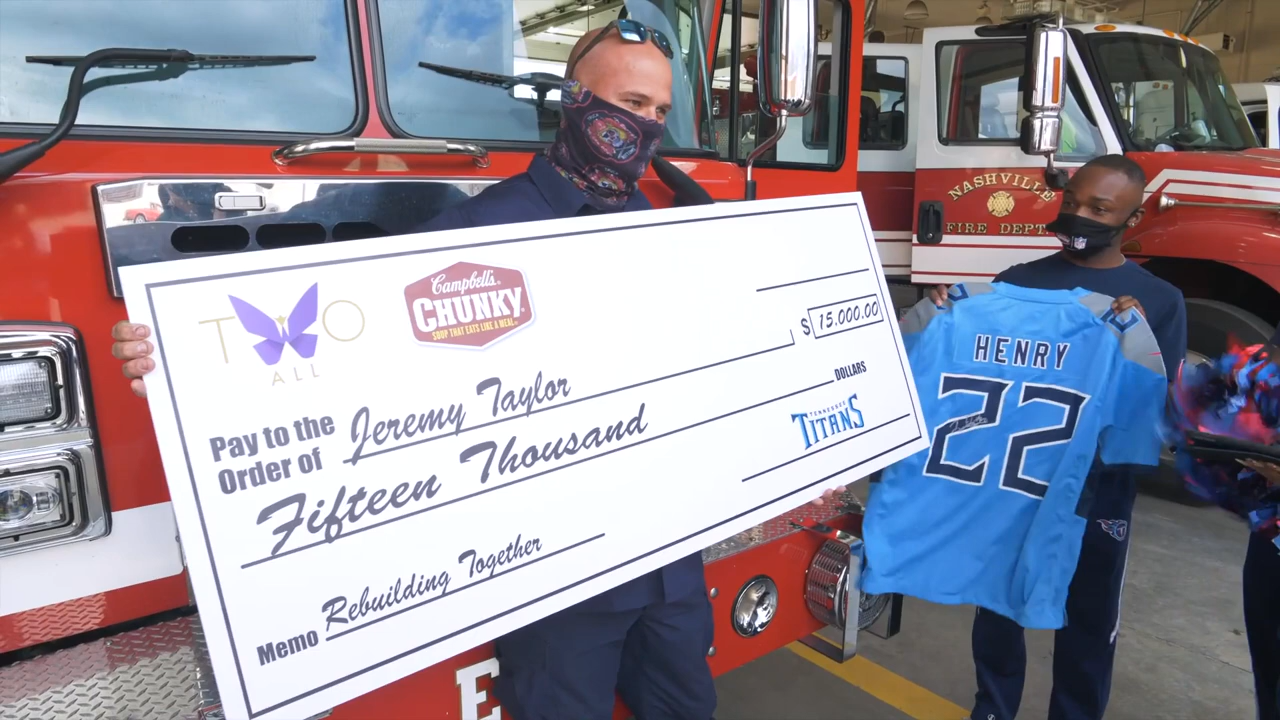 NASHVILLE
FIRE DEPT.
TWO
ALL
Campbell's
CHUNKY
SOUP THAT EATS LIKE A MEAL
$ 15.000.00
Pay to the
Order of
Jeremy Taylor
Fifteen Thousand
DOLLARS
TENNESSEE
TITANS
Memo
Rebuilding Together
HENRY
22
NFL
E